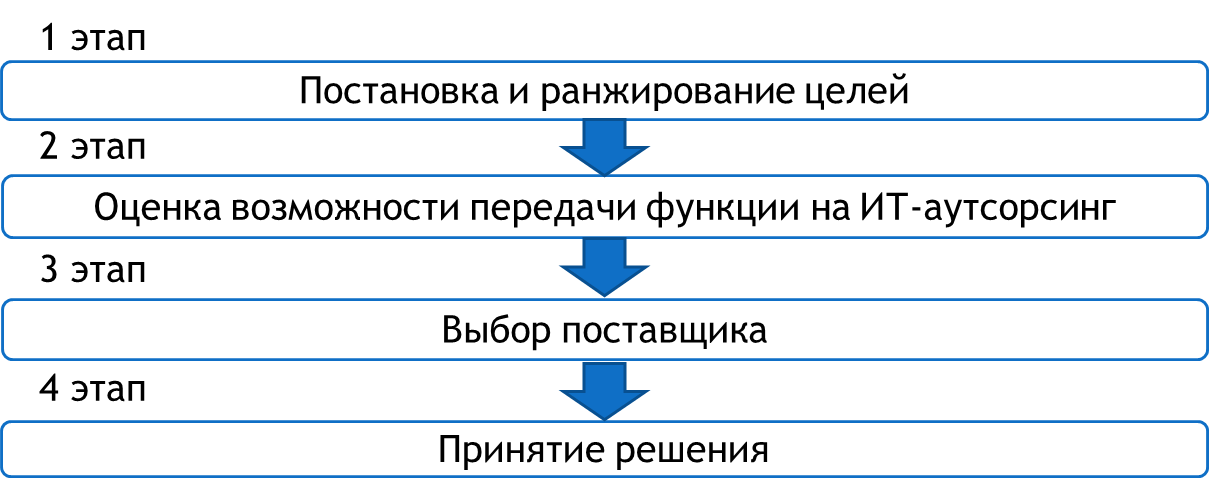 1 этап
Постановка и ранжирование целей
2 этап
Оценка возможности передачи функции на ИТ-аутсорсинг
3 этап
Выбор поставщика
4 этап
Принятие решения